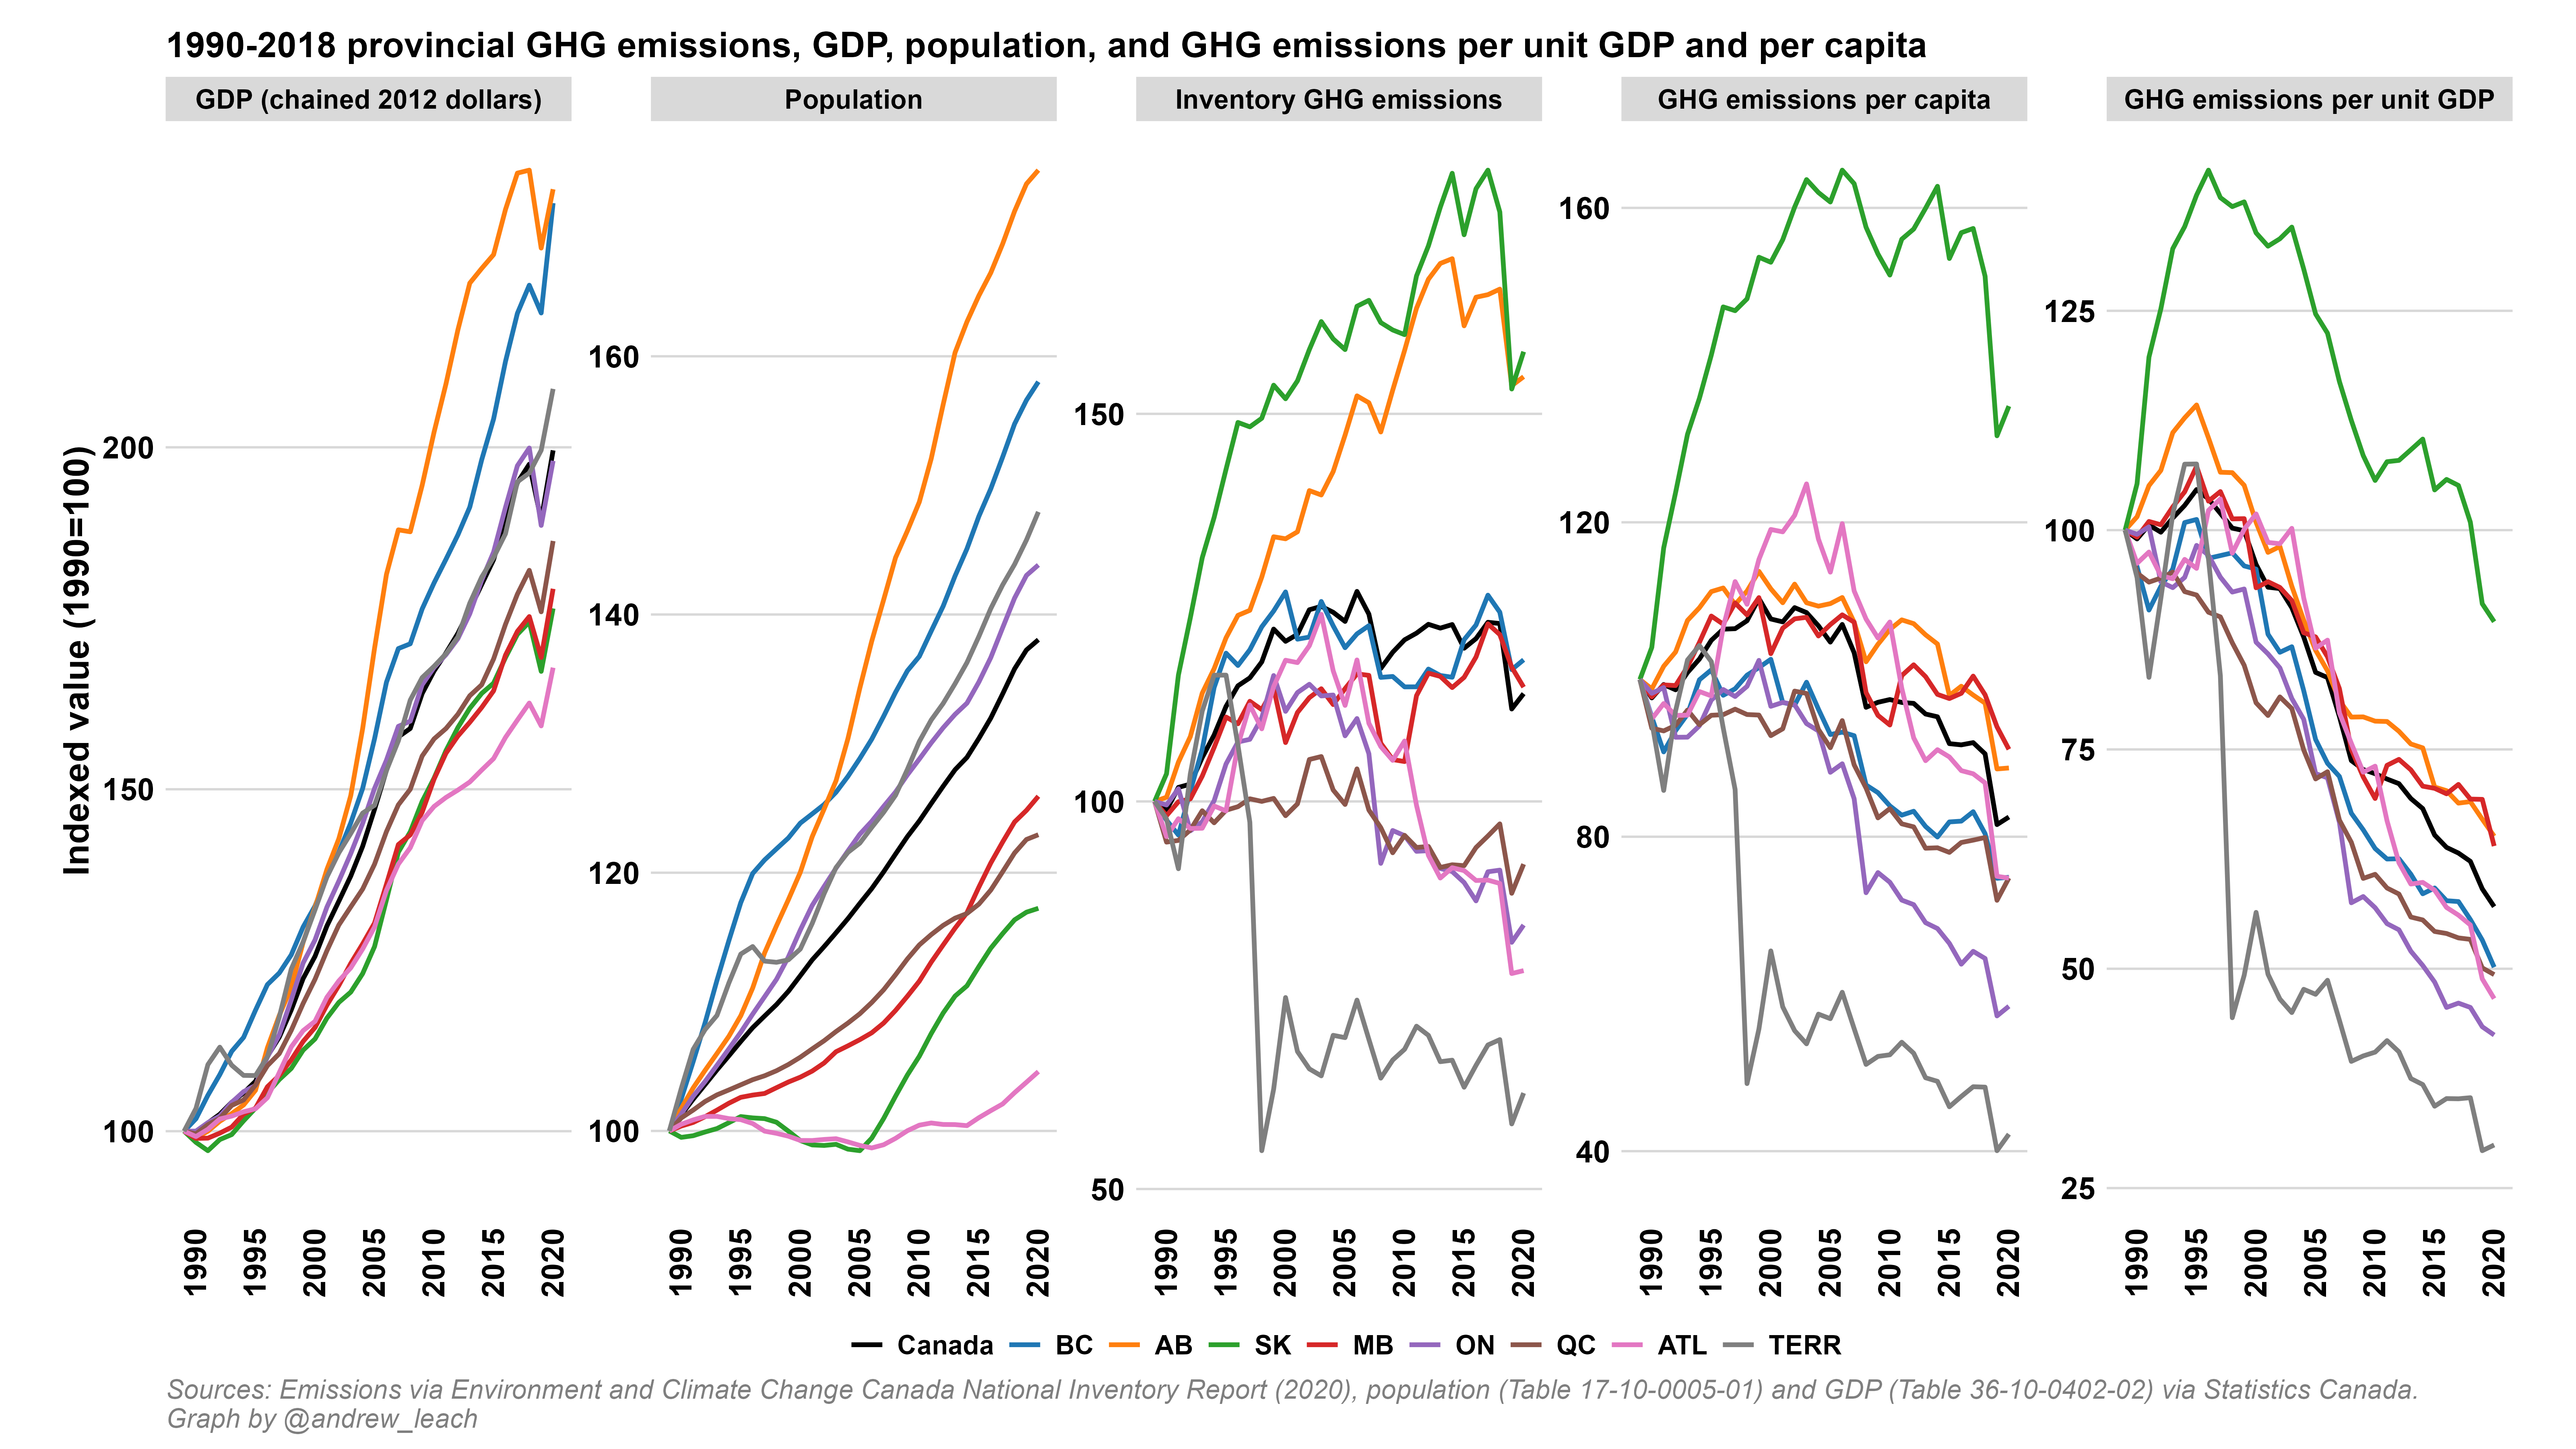 1990-2018 provincial GHG emissions, GDP, population, and GHG emissions per unit GDP and per capita
GDP (chained 2012 dollars)
Population
Inventory GHG emissions
GHG emissions per capita
GHG emissions per unit GDP
Indexed value (1990=100)
200
150
100
160
140
120
100
150
100
50
160
120
80
40
125
100
75
50
25
1990 1995 2000 2005 2010 2015 2020
1990 1995 2000 2005 2010 2015 2020
1990 1995 2000 2005 2010 2015 2020
1990 1995 2000 2005 2010 2015 2020
1990 1995 2000 2005 2010 2015 2020
Canada BC AB SK MB ON QC ATL TERR
Sources: Emissions via Environment and Climate Change Canada National Inventory Report (2020), population (Table 17-10-0005-01) and GDP (Table 36-10-0402-02) via Statistics Canada.
Graph by @andrew_leach